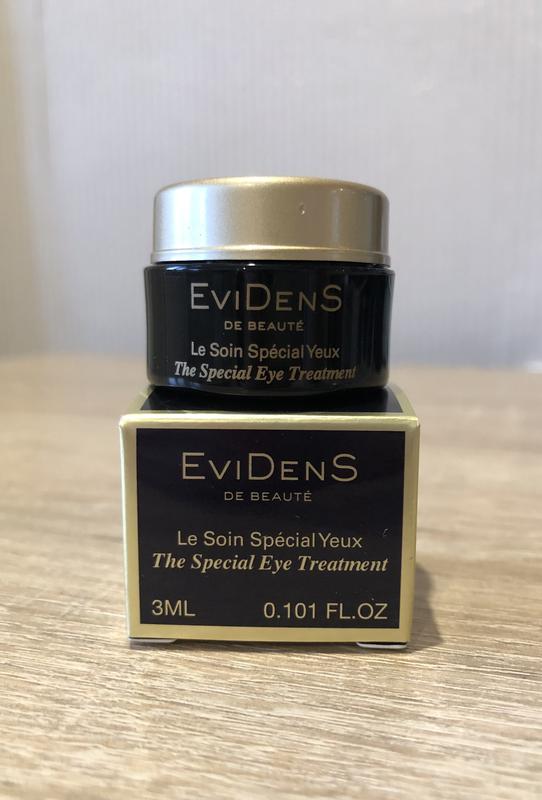 EviDenS
DE BEAUTÉ
Le Soin Spécial Yeux
The Special Eye Treatment
EviDenS
DE BEAUTÉ
Le Soin Spécial Yeux
The Special Eye Treatment
3ML 0.101 FL.OZ